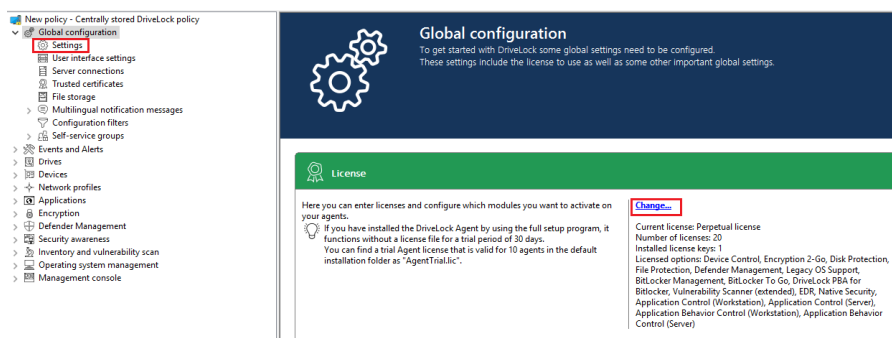 New policy - Centrally stored DriveLock policy
Global configuration
Settings
User interface settings
Server connections
Trusted certificates
File storage
Multilingual notification messages
Configuration filters
Self-service groups
Events and Alerts
Drives
Devices
Network profiles
Applications
Encryption
Defender Management
Security awareness
Inventory and vulnerability scan
Operating system management
Management console
Global configuration
To get started with DriveLock some global settings need to be configured.
These settings include the license to use as well as some other important global settings.
License
Here you can enter licenses and configure which modules you want to activate on
your agents.
If you have installed the DriveLock Agent by using the full setup program, it
functions without a license file for a trial period of 30 days.
You can find a trial Agent license that is valid for 10 agents in the default
installation folder as "AgentTrial.lic".
Change...
Current license: Perpetual license
Number of licenses: 20
Installed license keys: 1
Licensed options: Device Control, Encryption 2-Go, Disk Protection,
File Protection, Defender Management, Legacy OS Support,
BitLocker Management, BitLocker To Go, DriveLock PBA for
Bitlocker, Vulnerability Scanner (extended), EDR, Native Security,
Application Control (Workstation), Application Control (Server),
Application Behavior Control (Workstation), Application Behavior
Control (Server)